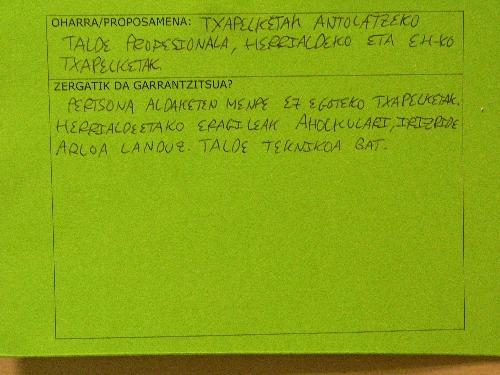 OHARRA/PROPOSAMENA: TXAPELKETAK ANTOLATZEKO
TALDE PROPESIONALA, HERRIALDEKO ETA EH-KO
TXAPELKETAK.
ZERGATIK DA GARRANTZITSUA?
PERTSONA ALDAKETEN MENPE EZ EGOTEKO TXAPELKETAK.
HERRIALDEETAKO ERAGILEAK AHOLKULARI, IRIZPIDE
ARLOA LANDUZ. TALDE TEKNIKOA BAT.